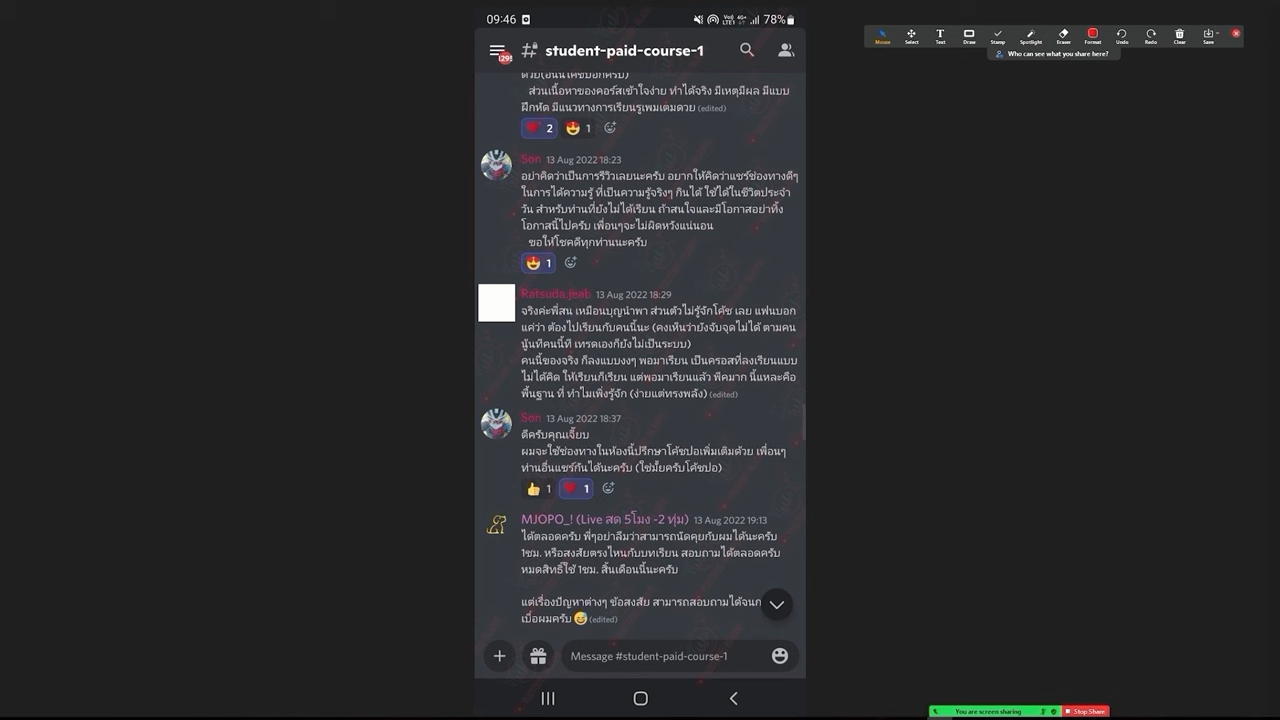 09:46
78%
# student-paid-course-1
ด้วย(อันนี้โค้ชบอกครับ)
ส่วนเนื้อหาของคอร์สเข้าใจง่าย ทำได้จริง มีเหตุมีผล มีแบบ
ฝึกหัด มีแนวทางการเรียนรู้เพิ่มเติมด้วย (edited)
2
1
Son 13 Aug 2022 18:23
อย่าคิดว่าเป็นการรีวิวเลยนะครับ อยากให้คิดว่าแชร์ช่องทางดีๆ
ในการได้ความรู้ ที่เป็นความรู้จริงๆ กินได้ ใช้ได้ในชีวิตประจำ
วัน สำหรับท่านที่ยังไม่ได้เรียน ถ้าสนใจและมีโอกาสอย่าทิ้ง
โอกาสนี้ไปครับ เพื่อนๆจะไม่ผิดหวังแน่นอน
ขอให้โชคดีทุกท่านนะครับ
1
Ratsuda.jeab 13 Aug 2022 18:29
จริงค่ะพี่สน เหมือนบุญนำพา ส่วนตัวไม่รู้จักโค้ช เลย แฟนบอก
แค่ว่า ต้องไปเรียนกับคนนี้นะ (คงเห็นว่ายังจับจุดไม่ได้ ตามคน
นู้นทีคนนี้ที เทรดเองก็ยังไม่เป็นระบบ)
คนนี้ของจริง ก็ลงแบบงงๆ พอมาเรียน เป็นครอสที่ลงเรียนแบบ
ไม่ได้คิด ให้เรียนก็เรียน แต่พอมาเรียนแล้ว พีคมาก นี้แหละคือ
พื้นฐาน ที่ ทำไมเพิ่งรู้จัก (ง่ายแต่ทรงพลัง) (edited)
Son 13 Aug 2022 18:37
ดีครับคุณเจี๊ยบ
ผมจะใช้ช่องทางในห้องนี้ปรึกษาโค้ชปอเพิ่มเติมด้วย เพื่อนๆ
ท่านอื่นแชร์กันได้นะครับ (ใช่มั้ยครับโค้ชปอ)
1
1
MJOPO_! (Live สด 5โมง -2 ทุ่ม) 13 Aug 2022 19:13
ได้ตลอดครับ พี่ๆอย่าลืมว่าสามารถนัดคุยกับผมได้นะครับ
1ชม. หรือสงสัยตรงไหนกับบทเรียน สอบถามได้ตลอดครับ
หมดสิทธิ์ใช้ 1ชม. สิ้นเดือนนี้นะครับ
แต่เรื่องปัญหาต่างๆ ข้อสงสัย สามารถสอบถามได้จนก
เบื่อผมครับ (edited)
Message #student-paid-course-1
Mouse
Select
Text
Draw
Stamp
Spotlight
Eraser
Format
Undo
Redo
Clear
Save
Who can see what you share here?
You are screen sharing
Stop Share